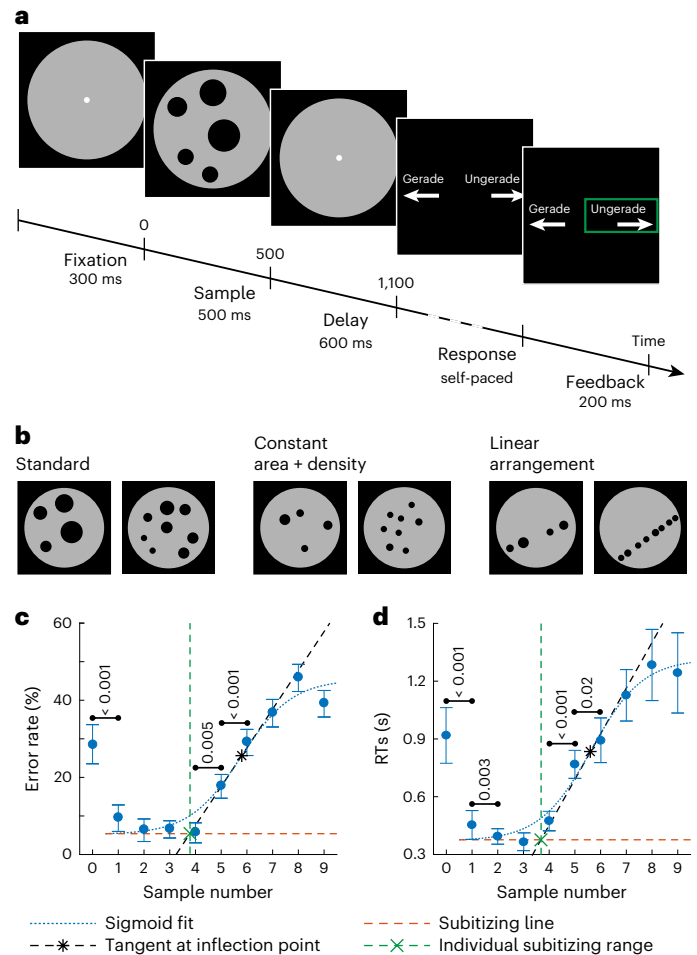 a
Gerade
Ungerade
Gerade
Ungerade
0
500
1,100
Fixation
300 ms
Sample
500 ms
Delay
600 ms
Response
self-paced
Time
Feedback
200 ms
b
Standard
Constant
area + density
Linear
arrangement
c
Error rate (%)
60
40
20
0
< 0.001
0.005
< 0.001
0 1 2 3 4 5 6 7 8 9
Sample number
d
RTs (s)
1.5
1.2
0.9
0.6
0.3
< 0.001
0.003
< 0.001
0.02
0 1 2 3 4 5 6 7 8 9
Sample number
Sigmoid fit
Tangent at inflection point
Subitizing line
Individual subitizing range